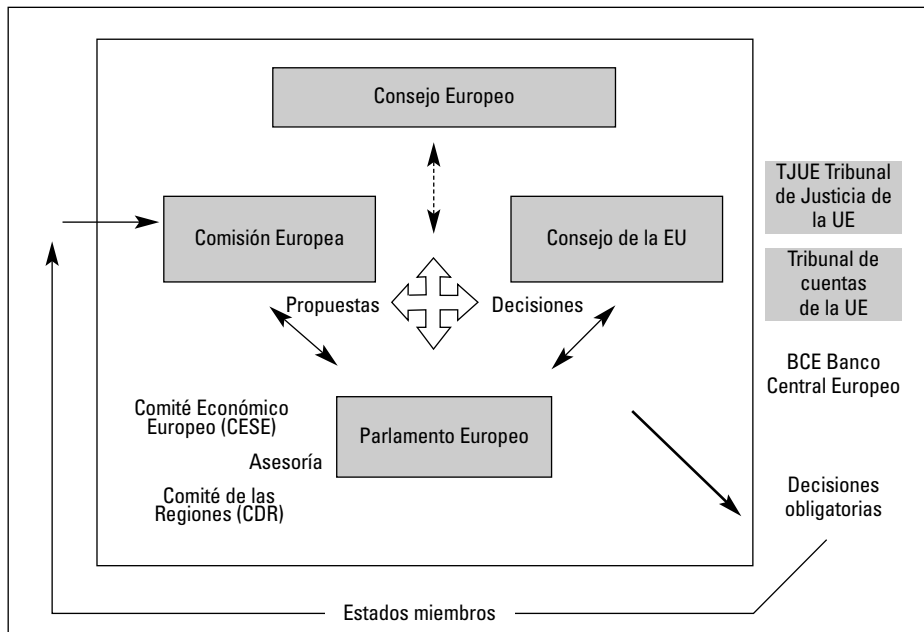 Consejo Europeo
TJUE Tribunal
de Justicia de
la UE
Comisión Europea
Consejo de la EU
Tribunal de
cuentas
de la UE
Propuestas
Decisiones
BCE Banco
Central Europeo
Comité Económico
Europeo (CESE)
Parlamento Europeo
Asesoría
Comité de las
Regiones (CDR)
Decisiones
obligatorias
Estados miembros